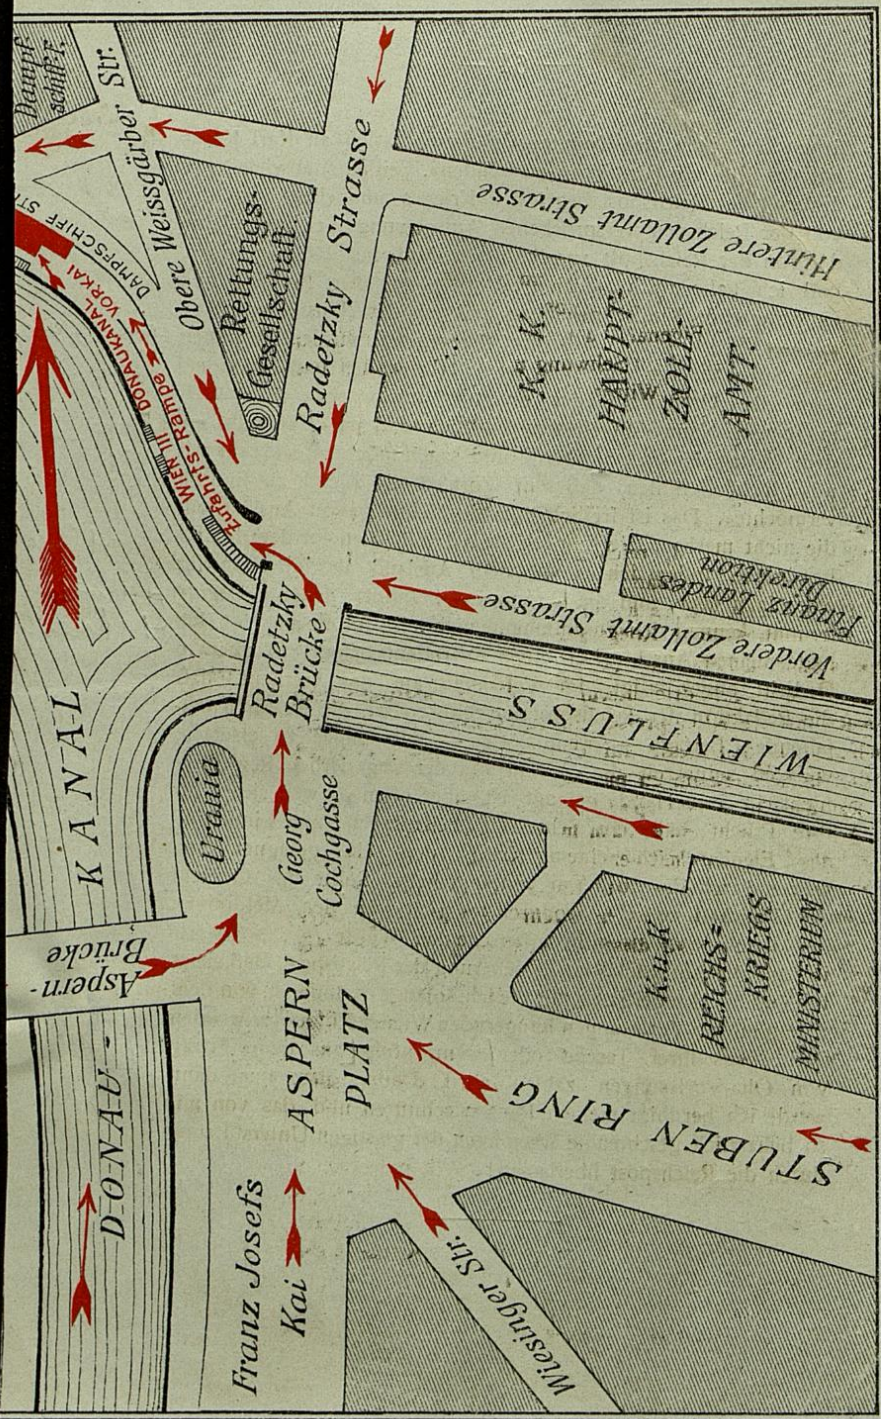 Dampf-
schiff-F.
Obere Weissgärber Str.
DAMPFSCHIFF STR
Rettungs-
Gesellschaft.
Radetzky Strasse
Hintere Zollamt Strasse
K. K.
HAUPT-
ZOLL-
AMT.
WIEN III DONAUKANAL
VORKAI
Zufahrts-Rampe
Finanz Landes
Direktion
Vordere Zollamt Strasse
Radetzky
Brücke
WIENFLUSS
KANAL
Urania
Georg
Cochgasse
Aspern-
Brücke
K.u.K
REICHS=
KRIEGS
MINISTERIUM
ASPERN
PLATZ
STUBEN RING
DONAU-
Franz Josefs
Kai
Wiesinger Str.